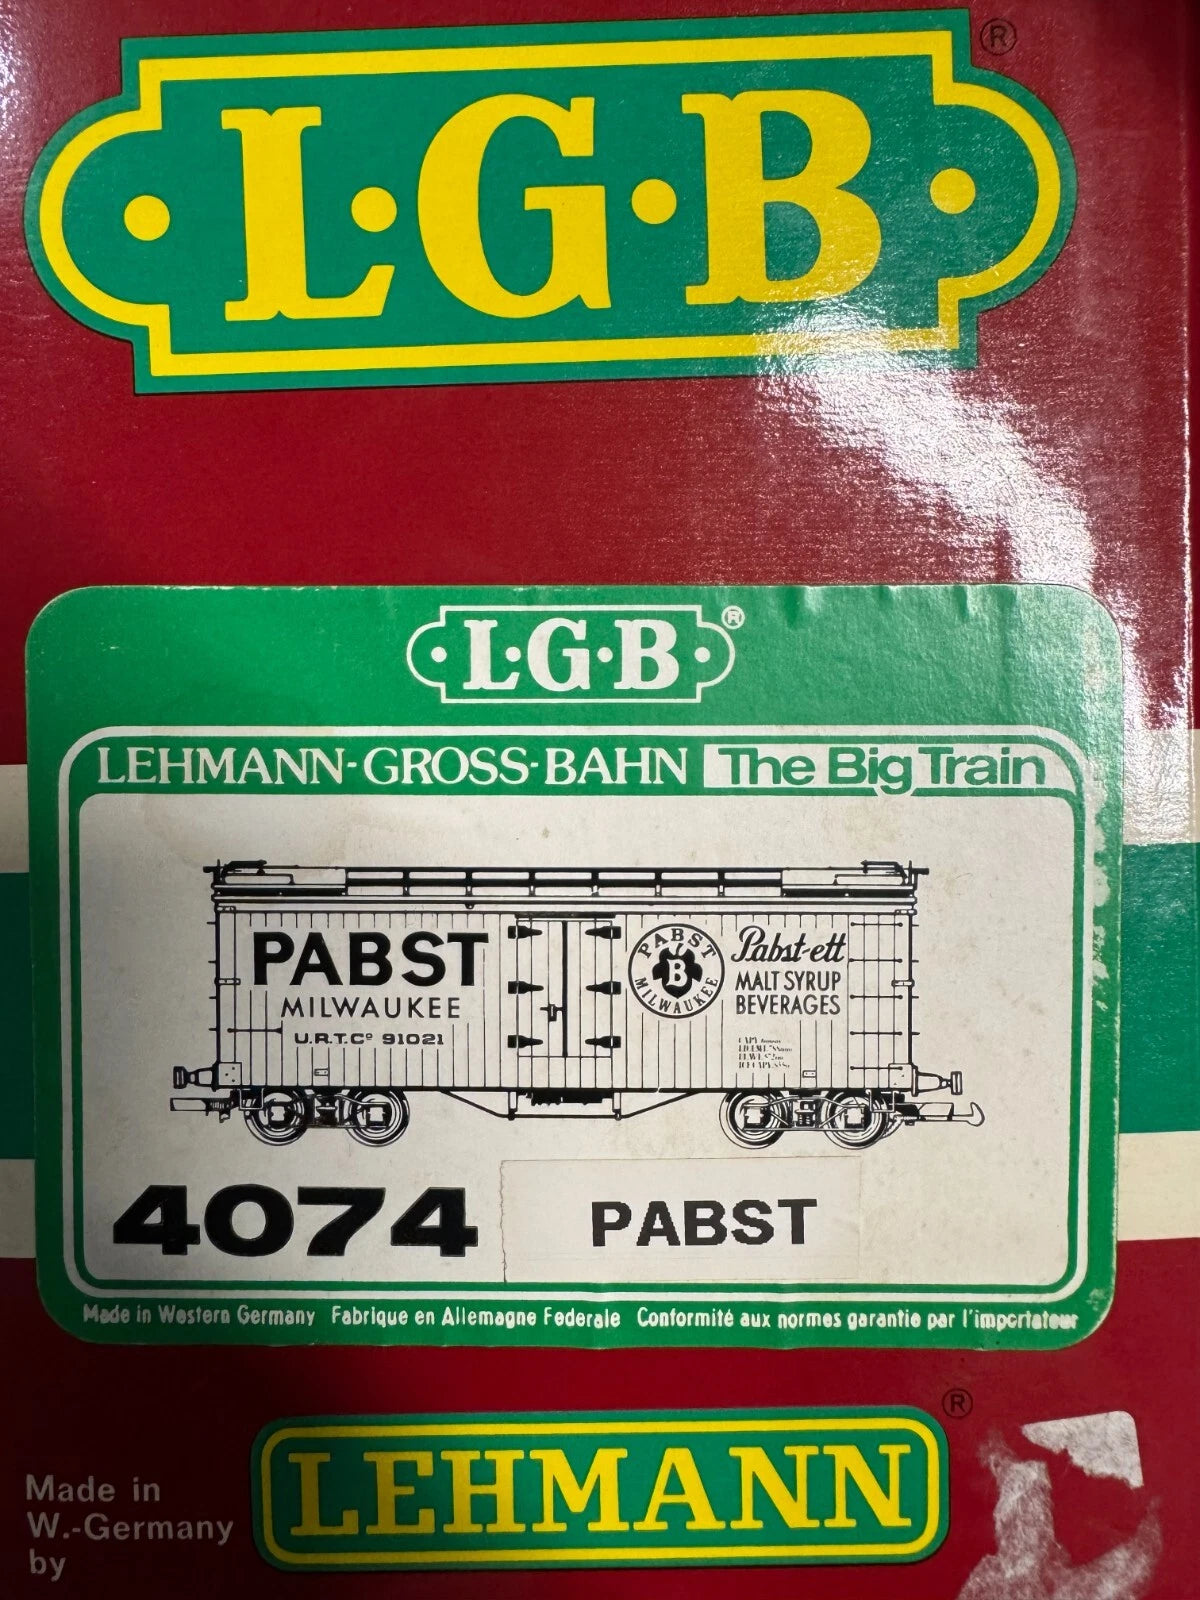 L·G·B ®
L·G·B ®
LEHMANN-GROSS-BAHN The Big Train
PABST
MILWAUKEE
U.R.T.Cº 91021
PABST
B
MILWAUKEE
Pabst-ett
MALT SYRUP
BEVERAGES
4074 PABST
Made in Western Germany Fabrique en Allemagne Federale Conformité aux normes garantie par l'importateur
Made in
W.-Germany
by
LEHMANN ®